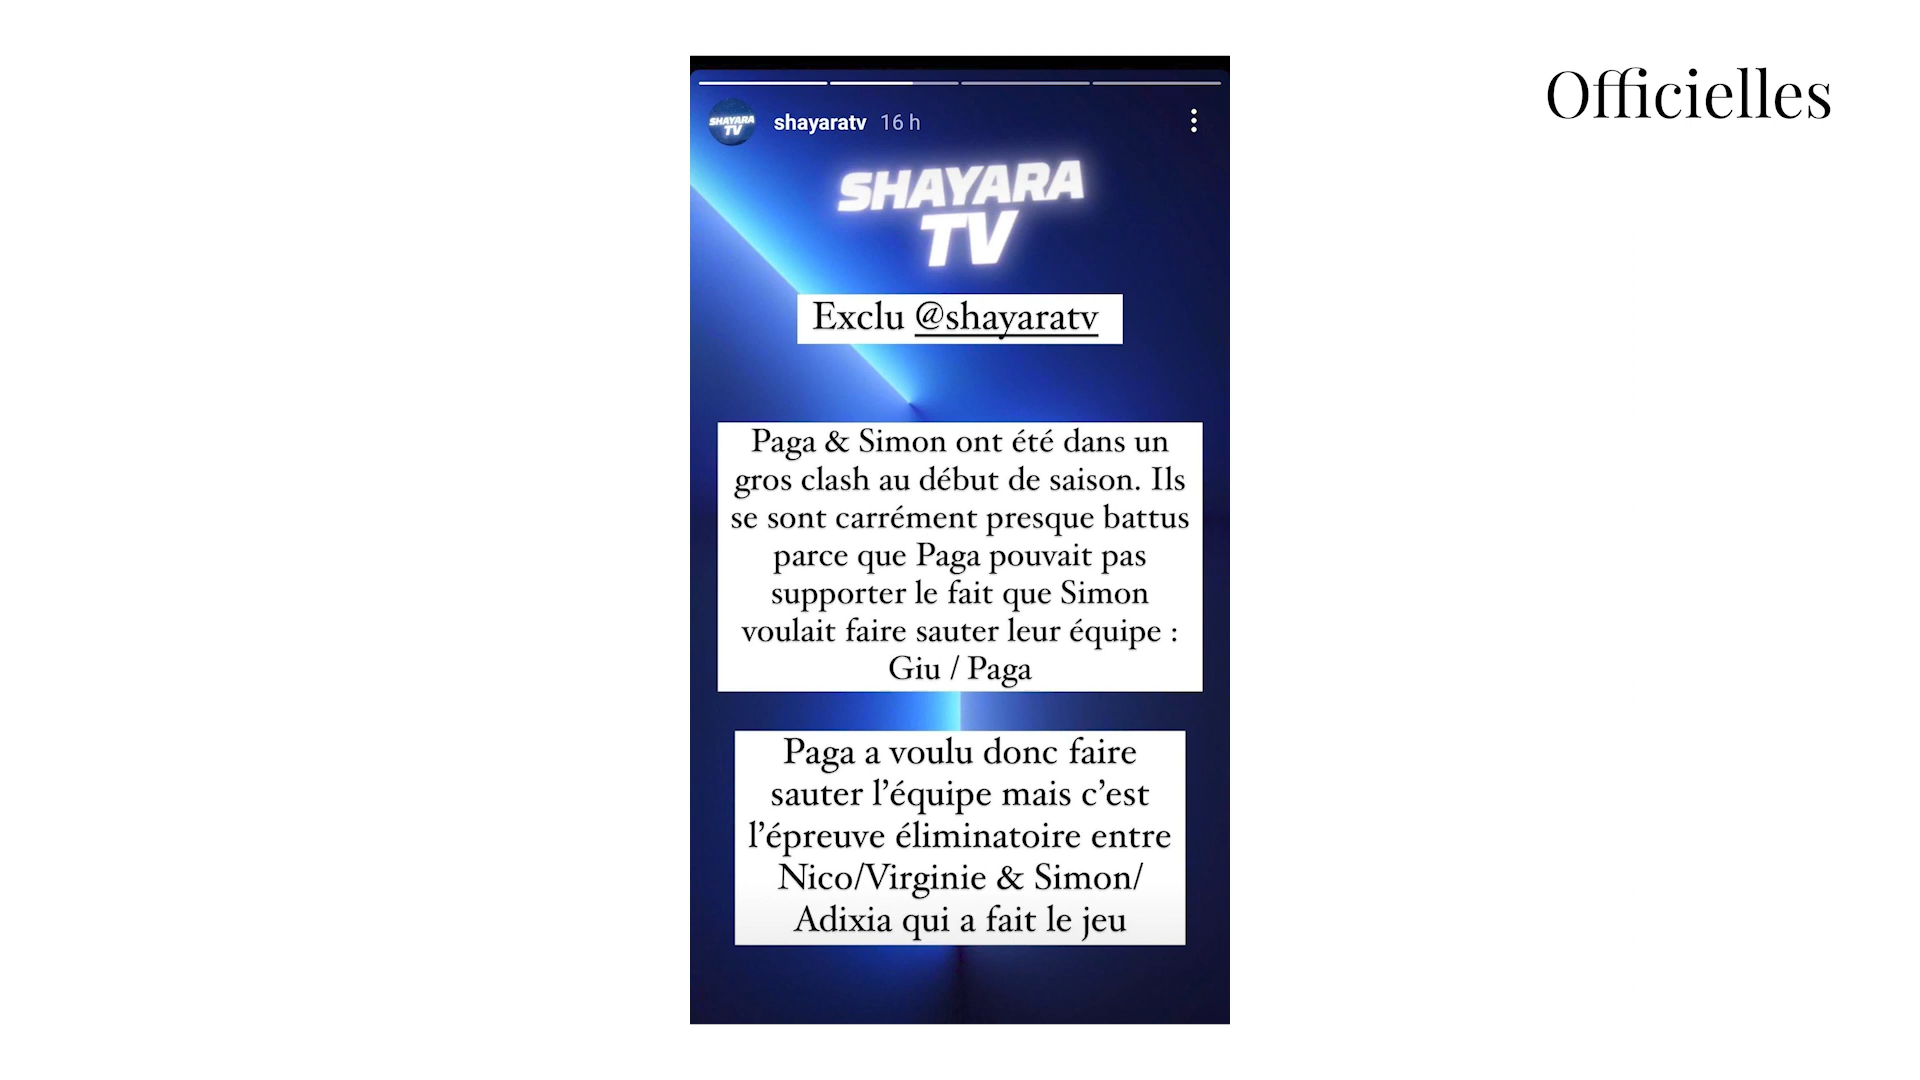 Officielles
SHAYARA
TV
shayaratv 16 h
SHAYARA
TV
Exclu @shayaratv
Paga & Simon ont été dans un
gros clash au début de saison. Ils
se sont carrément presque battus
parce que Paga pouvait pas
supporter le fait que Simon
voulait faire sauter leur équipe :
Giu / Paga
Paga a voulu donc faire
sauter l’équipe mais c’est
l’épreuve éliminatoire entre
Nico/Virginie & Simon/
Adixia qui a fait le jeu